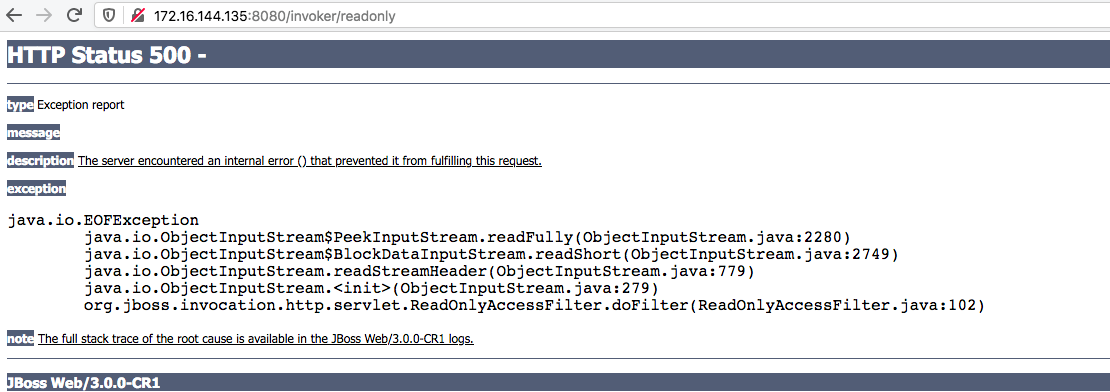 172.16.144.135:8080/invoker/readonly
HTTP Status 500 -
type Exception report
message
description The server encountered an internal error () that prevented it from fulfilling this request.
exception
java.io.EOFException
java.io.ObjectInputStream$PeekInputStream.readFully(ObjectInputStream.java:2280)
java.io.ObjectInputStream$BlockDataInputStream.readShort(ObjectInputStream.java:2749)
java.io.ObjectInputStream.readStreamHeader(ObjectInputStream.java:779)
java.io.ObjectInputStream.<init>(ObjectInputStream.java:279)
org.jboss.invocation.http.servlet.ReadOnlyAccessFilter.doFilter(ReadOnlyAccessFilter.java:102)
note The full stack trace of the root cause is available in the JBoss Web/3.0.0-CR1 logs.
JBoss Web/3.0.0-CR1